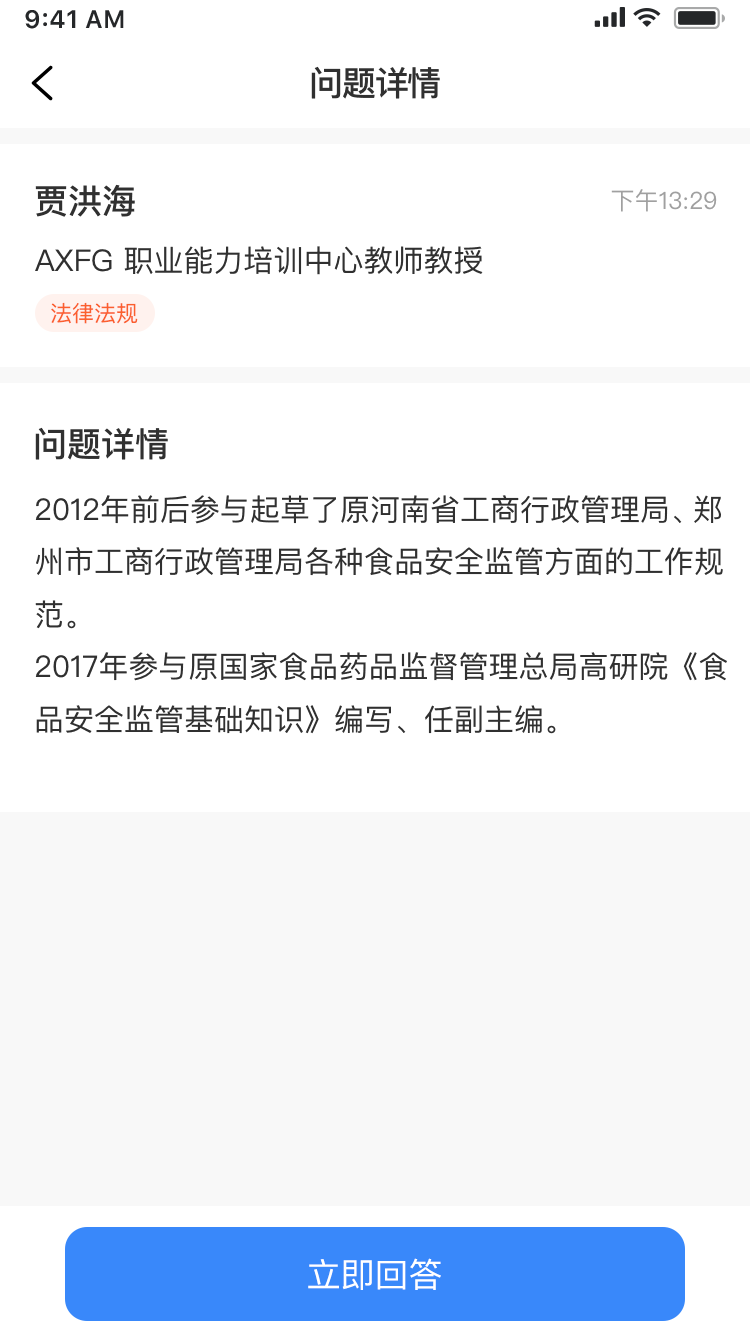 9:41 AM
问题详情
贾洪海
下午13:29
AXFG 职业能力培训中心教师教授
法律法规
问题详情
2012年前后参与起草了原河南省工商行政管理局、郑
州市工商行政管理局各种食品安全监管方面的工作规
范。
2017年参与原国家食品药品监督管理总局高研院《食
品安全监管基础知识》编写、任副主编。
立即回答